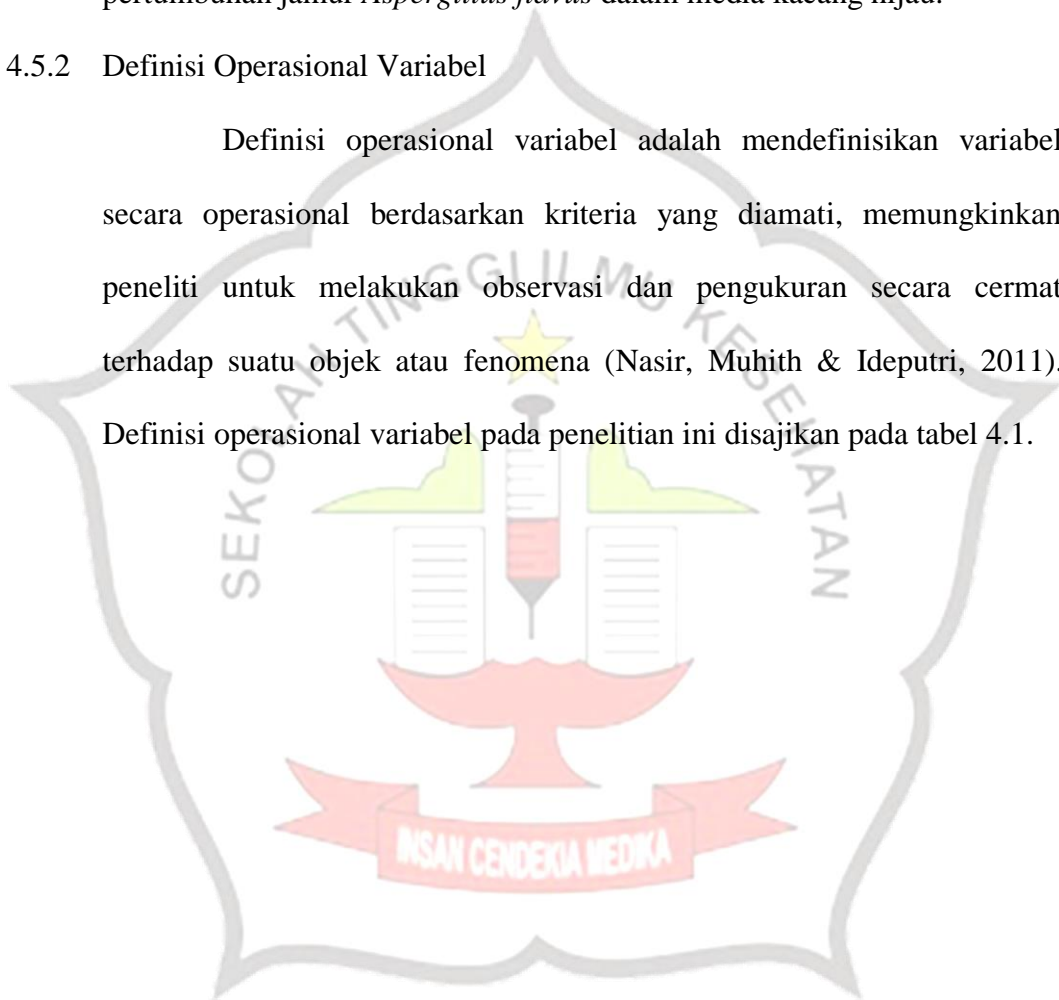 pertumbuhan jamur Aspergillus flavus dalam media kacang hijau.
4.5.2 Definisi Operasional Variabel
Definisi operasional variabel adalah mendefinisikan variabel
secara operasional berdasarkan kriteria yang diamati, memungkinkan
peneliti untuk melakukan observasi dan pengukuran secara cermat
terhadap suatu objek atau fenomena (Nasir, Muhith & Ideputri, 2011).
Definisi operasional variabel pada penelitian ini disajikan pada tabel 4.1.
SEKOLAH TINGGI ILMU KESEHATAN
INSAN CENDEKIA MEDIKA